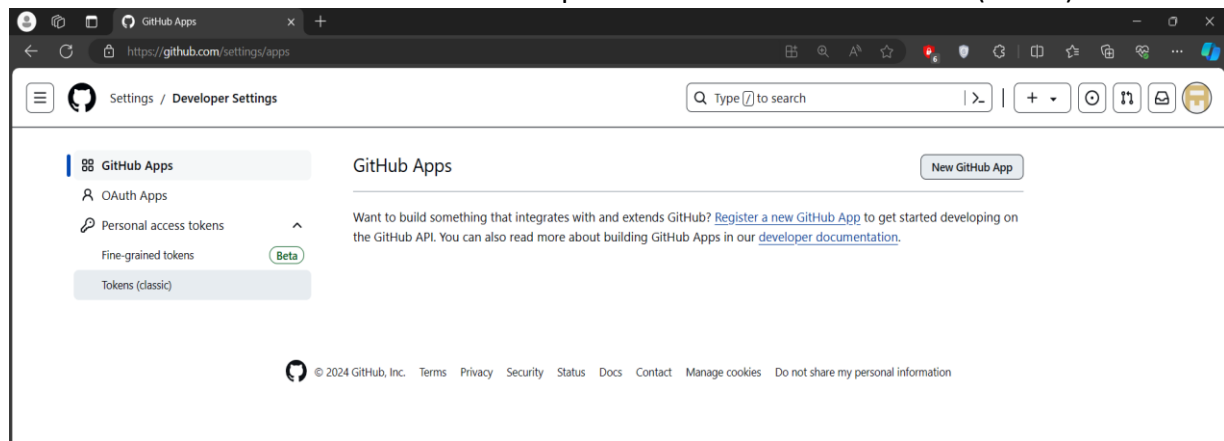 GitHub Apps
https://github.com/settings/apps
6
Settings / Developer Settings
Type / to search
GitHub Apps
OAuth Apps
Personal access tokens
Fine-grained tokens Beta
Tokens (classic)
GitHub Apps
New GitHub App
Want to build something that integrates with and extends GitHub? Register a new GitHub App to get started developing on
the GitHub API. You can also read more about building GitHub Apps in our developer documentation.
© 2024 GitHub, Inc. Terms Privacy Security Status Docs Contact Manage cookies Do not share my personal information